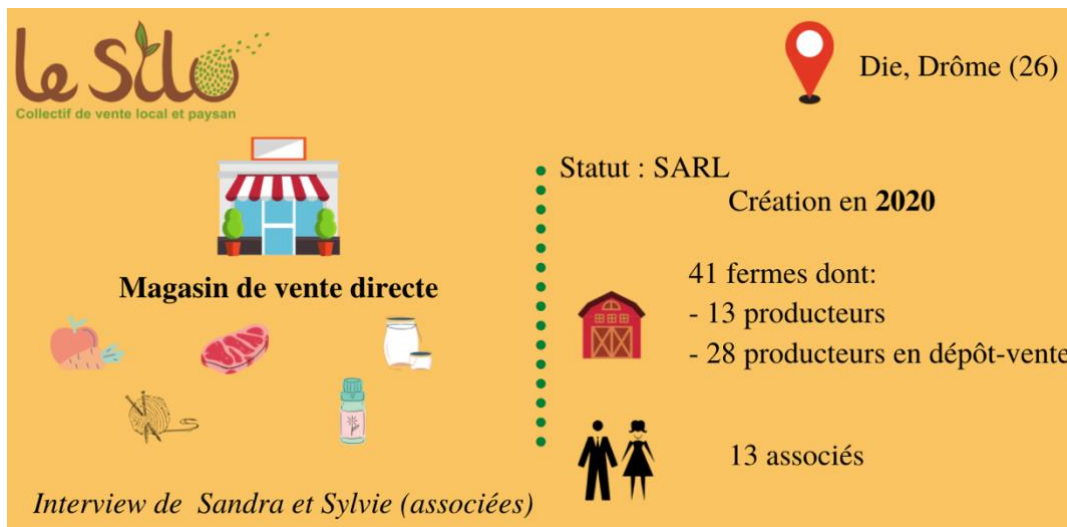 le Silo
Collectif de vente local et paysan
Die, Drôme (26)
Statut : SARL
Création en 2020
Magasin de vente directe
41 fermes dont:
- 13 producteurs
- 28 producteurs en dépôt-vente
13 associés
Interview de Sandra et Sylvie (associées)